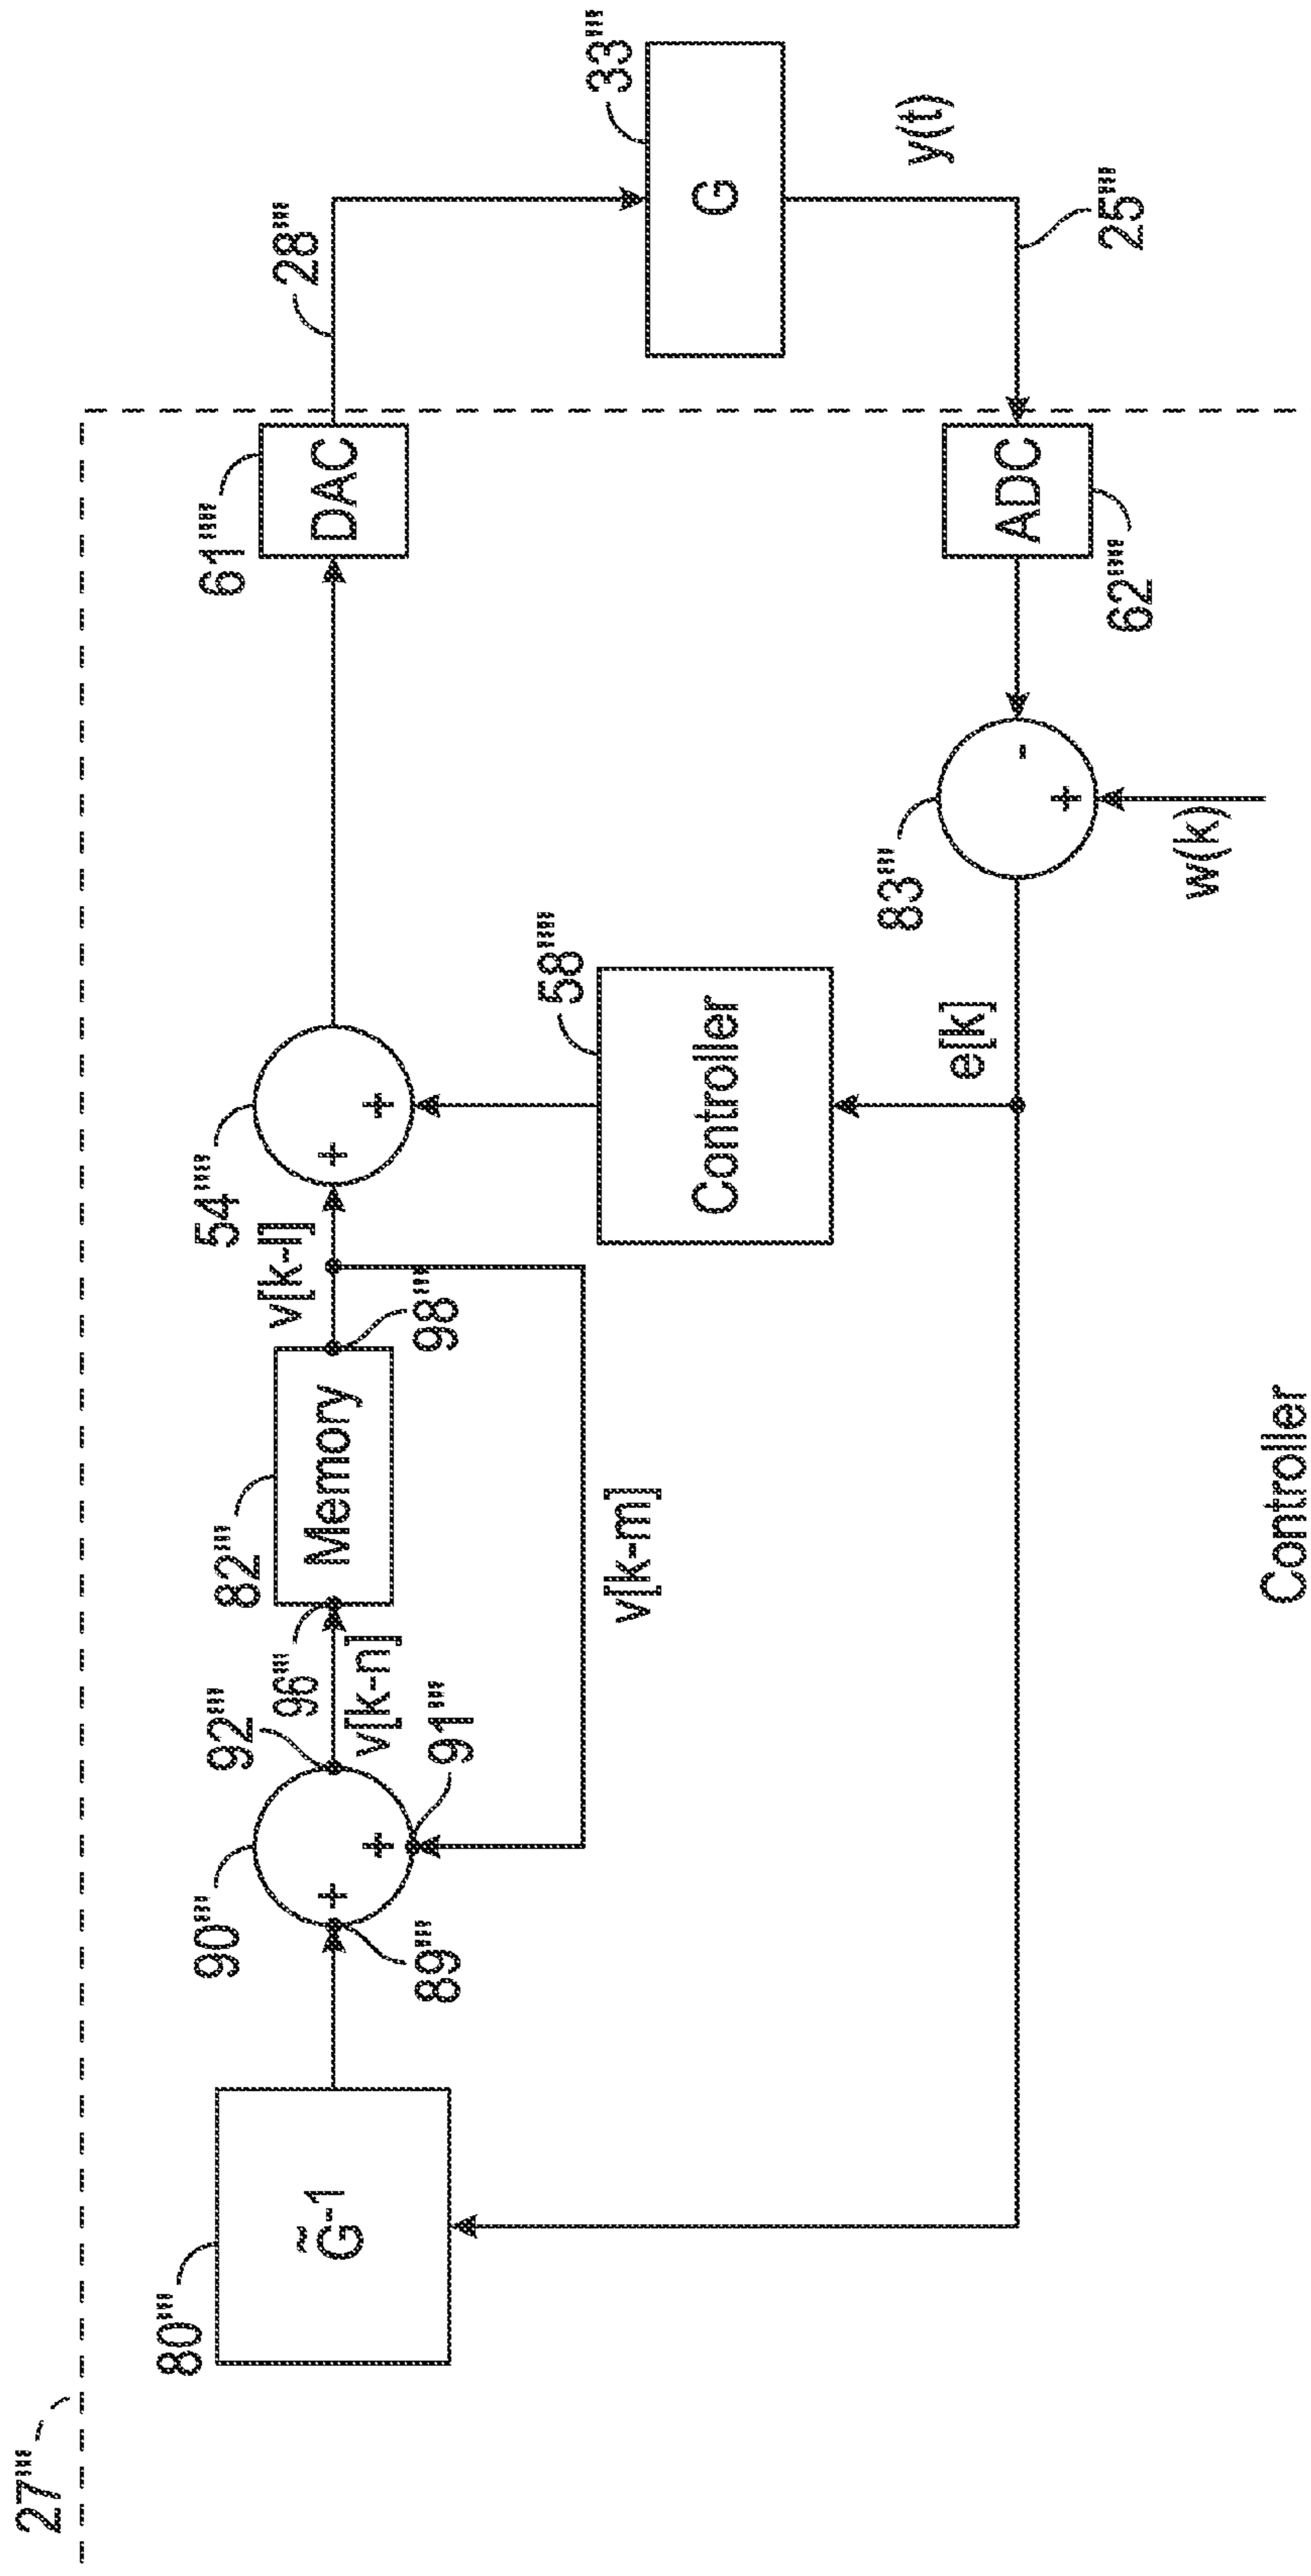 27''''
80''''
G̃-1
90''''
89''''
92''''
91''''
96''''
v[k-n]
82''''
Memory
98''''
v[k-m]
v[k-l]
54''''
61''''
DAC
28''''
33''''
G
58''''
Controller
y(t)
25''''
e[k]
83''''
ADC
62''''
w(k)
+
+
+
+
-
+
Controller